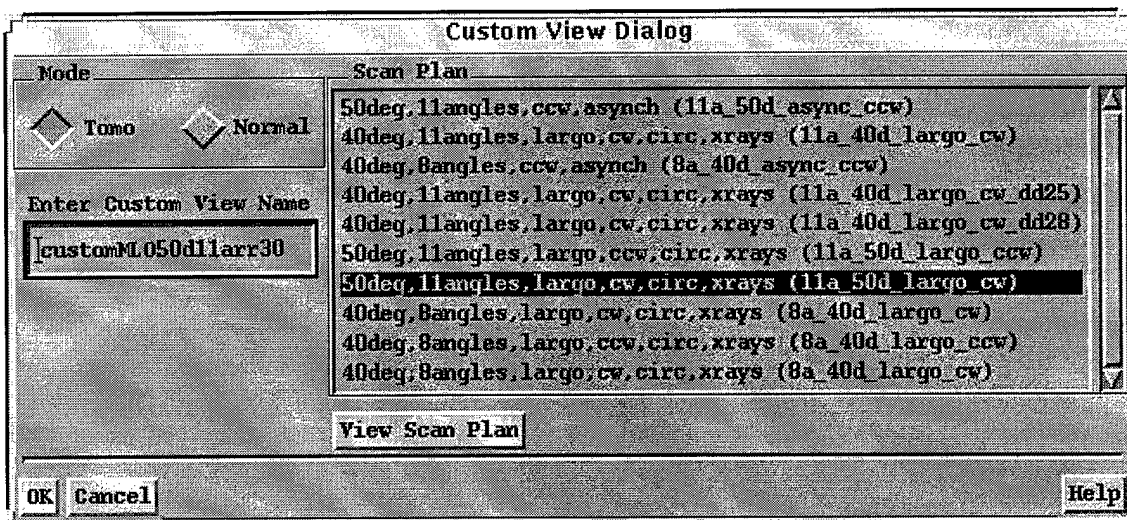 Custom View Dialog
Mode
Tomo Normal
Enter Custom View Name
customMLO50d11arr30
Scan Plan
50deg,11angles,ccw,asynch (11a_50d_async_ccw)
40deg,11angles,largo,cw,circ,xrays (11a_40d_largo_cw)
40deg,8angles,ccw,asynch (8a_40d_async_ccw)
40deg,11angles,largo,cw,circ,xrays (11a_40d_largo_cw_dd25)
40deg,11angles,largo,cw,circ,xrays (11a_40d_largo_cw_dd28)
50deg,11angles,largo,ccw,circ,xrays (11a_50d_largo_ccw)
50deg,11angles,largo,cw,circ,xrays (11a_50d_largo_cw)
40deg,8angles,largo,cw,circ,xrays (8a_40d_largo_cw)
40deg,8angles,largo,ccw,circ,xrays (8a_40d_largo_ccw)
40deg,8angles,largo,cw,circ,xrays (8a_40d_largo_cw)
View Scan Plan
OK Cancel Help